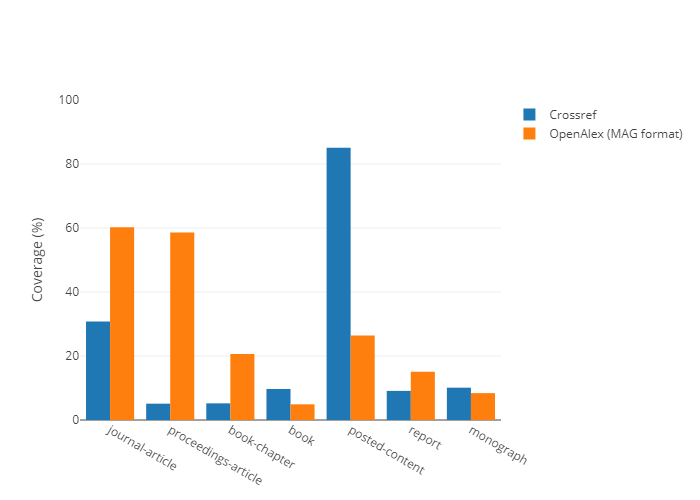 100
80
60
40
20
0
Coverage (%)
journal-article
proceedings-article
book-chapter
book
posted-content
report
monograph
Crossref
OpenAlex (MAG format)